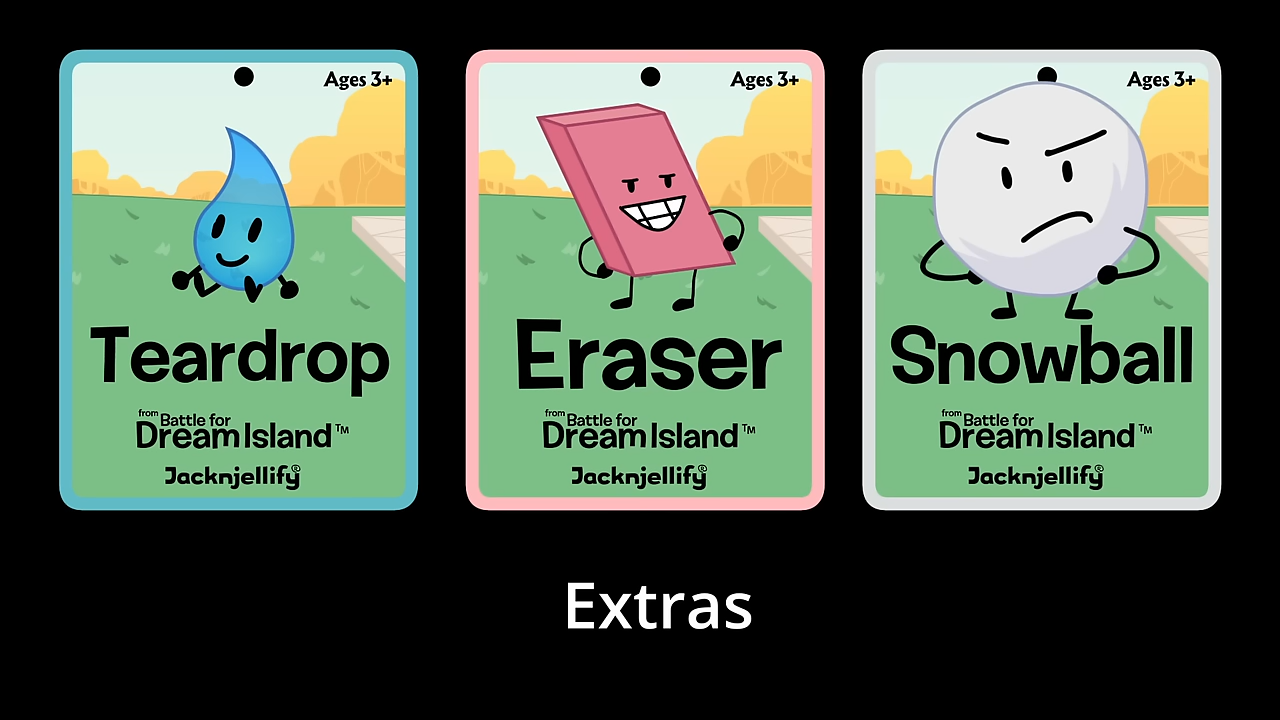 Ages 3+
Teardrop
from Battle for
Dream Island™
Jacknjellify®
Ages 3+
Eraser
from Battle for
Dream Island™
Jacknjellify®
Ages 3+
Snowball
from Battle for
Dream Island™
Jacknjellify®
Extras